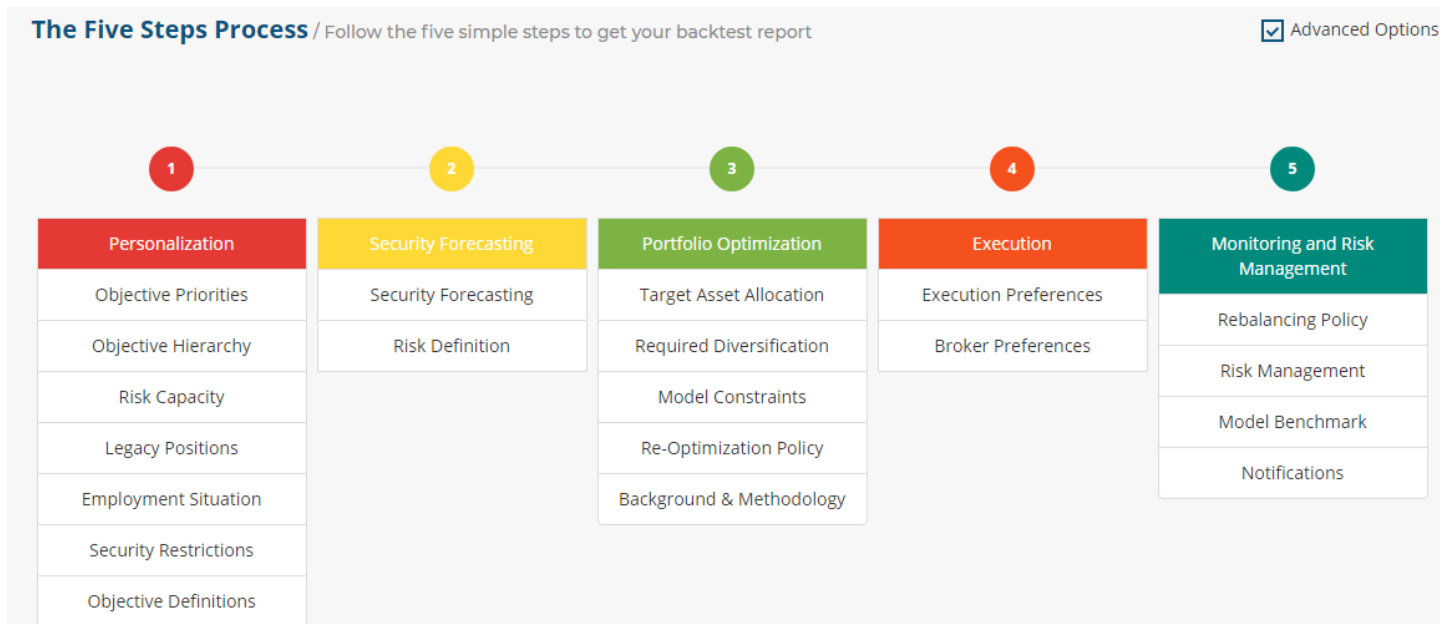 The Five Steps Process / Follow the five simple steps to get your backtest report
Advanced Options
1
2
3
4
5
Personalization
Objective Priorities
Objective Hierarchy
Risk Capacity
Legacy Positions
Employment Situation
Security Restrictions
Objective Definitions
Security Forecasting
Security Forecasting
Risk Definition
Portfolio Optimization
Target Asset Allocation
Required Diversification
Model Constraints
Re-Optimization Policy
Background & Methodology
Execution
Execution Preferences
Broker Preferences
Monitoring and Risk
Management
Rebalancing Policy
Risk Management
Model Benchmark
Notifications